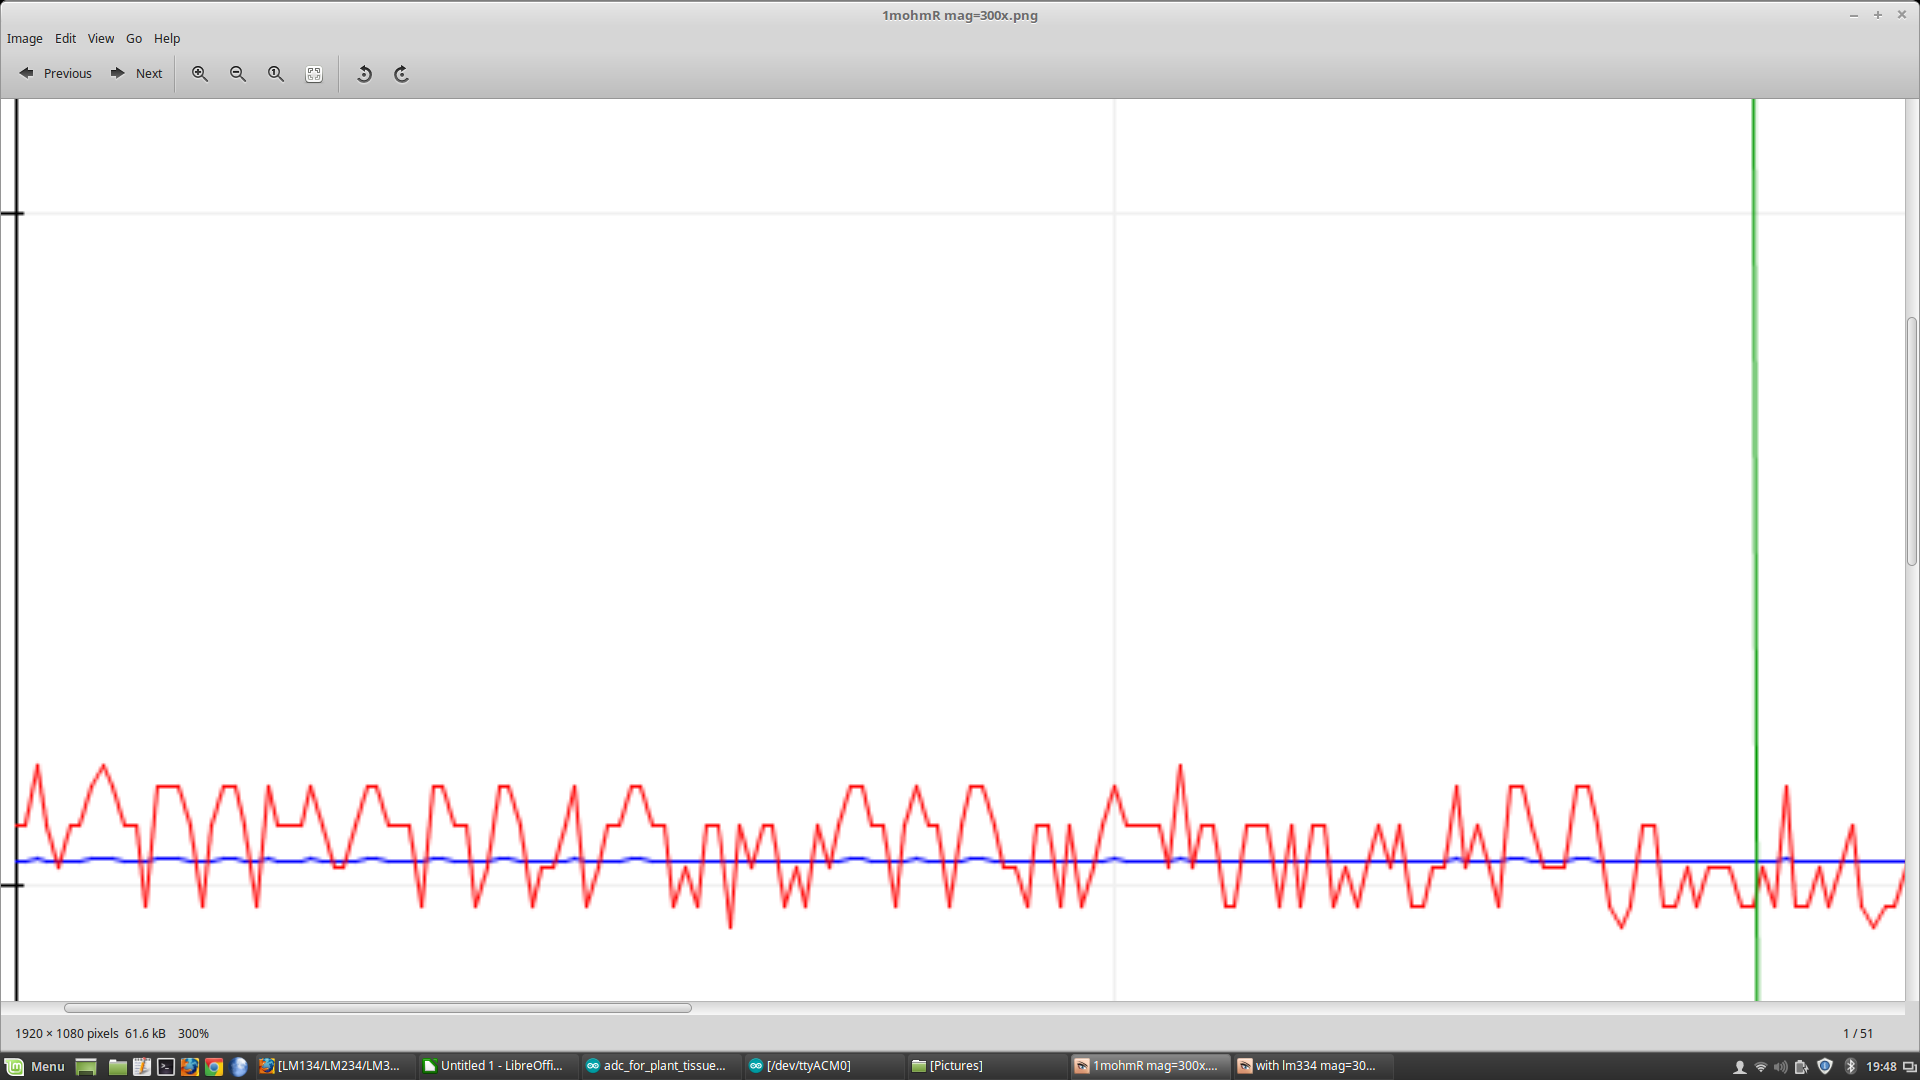 1mohmR mag=300x.png
Image Edit View Go Help
Previous Next
1920 × 1080 pixels 61.6 kB 300%
1 / 51
Menu [LM134/LM234/LM3... Untitled 1 - LibreOffi... adc_for_plant_tissue... [/dev/ttyACM0] [Pictures] 1mohmR mag=300x.... with lm334 mag=30... 19:48